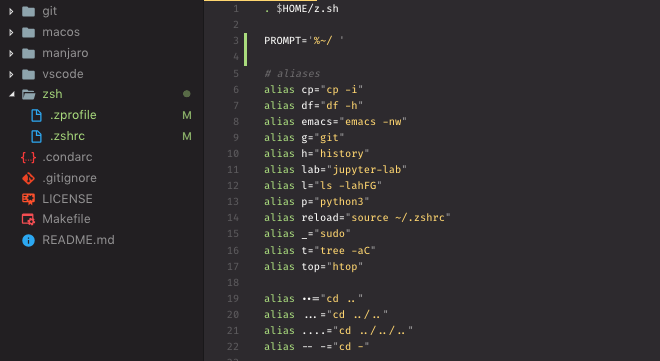 git
macos
manjaro
vscode
zsh
.zprofile M
.zshrc M
.condarc
.gitignore
LICENSE
Makefile
README.md
1 . $HOME/z.sh
2
3 PROMPT='%~/ '
4
5 # aliases
6 alias cp="cp -i"
7 alias df="df -h"
8 alias emacs="emacs -nw"
9 alias g="git"
10 alias h="history"
11 alias lab="jupyter-lab"
12 alias l="ls -lahFG"
13 alias p="python3"
14 alias reload="source ~/.zshrc"
15 alias _="sudo"
16 alias t="tree -aC"
17 alias top="htop"
18
19 alias ..="cd .."
20 alias ...="cd ../.."
21 alias ....="cd ../../.."
22 alias -- -="cd -"